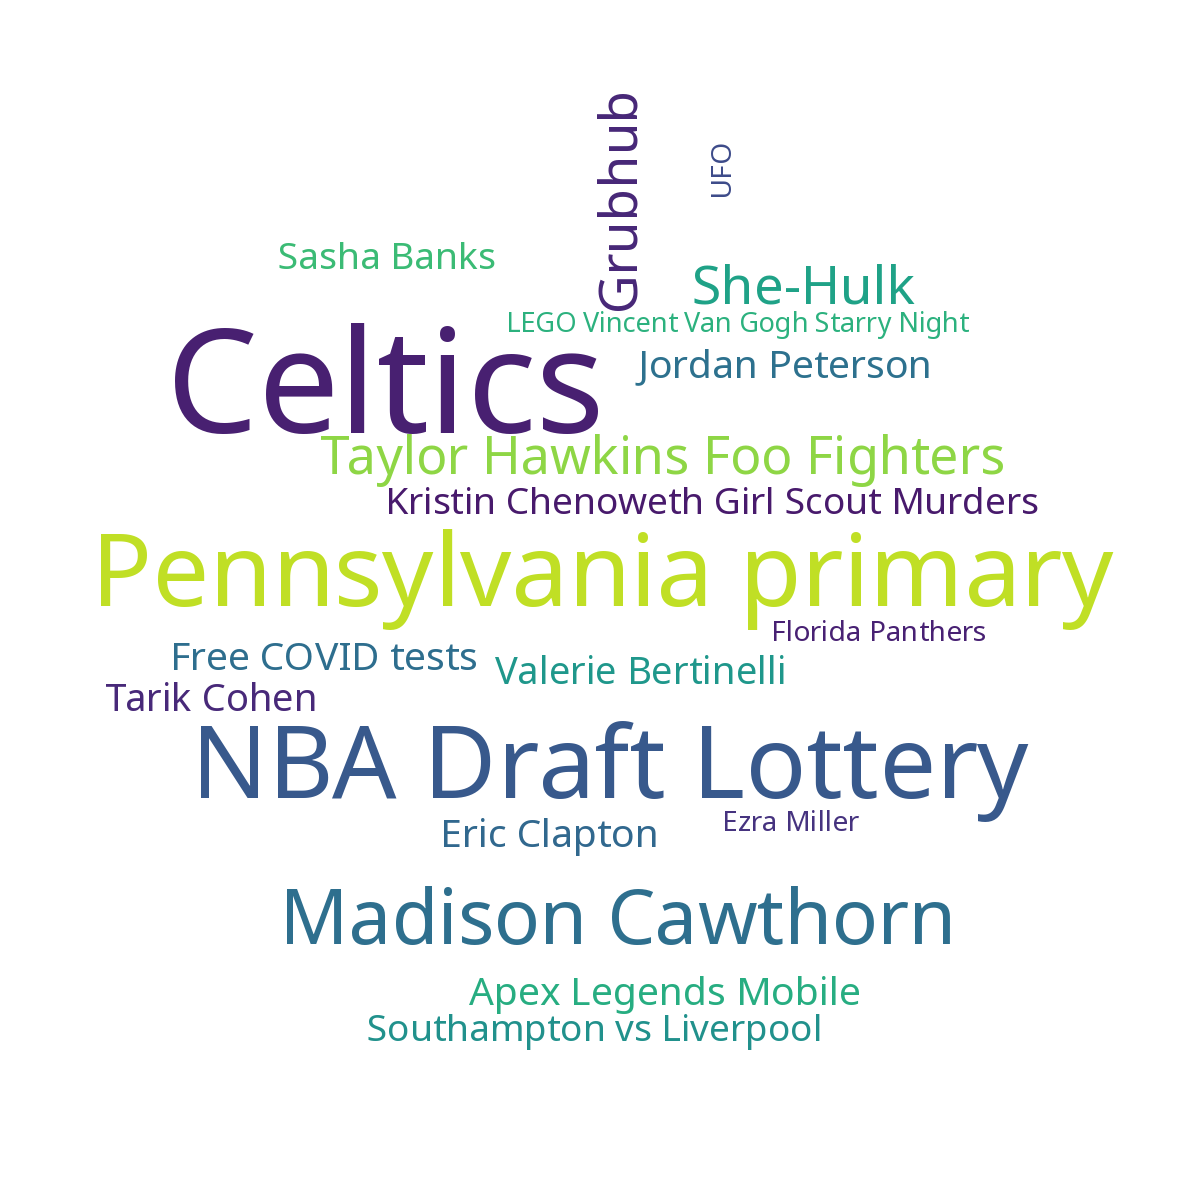 Grubhub
UFO
Sasha Banks
She-Hulk
LEGO Vincent Van Gogh Starry Night
Celtics
Jordan Peterson
Taylor Hawkins Foo Fighters
Kristin Chenoweth Girl Scout Murders
Pennsylvania primary
Florida Panthers
Free COVID tests
Valerie Bertinelli
Tarik Cohen
NBA Draft Lottery
Ezra Miller
Eric Clapton
Madison Cawthorn
Apex Legends Mobile
Southampton vs Liverpool